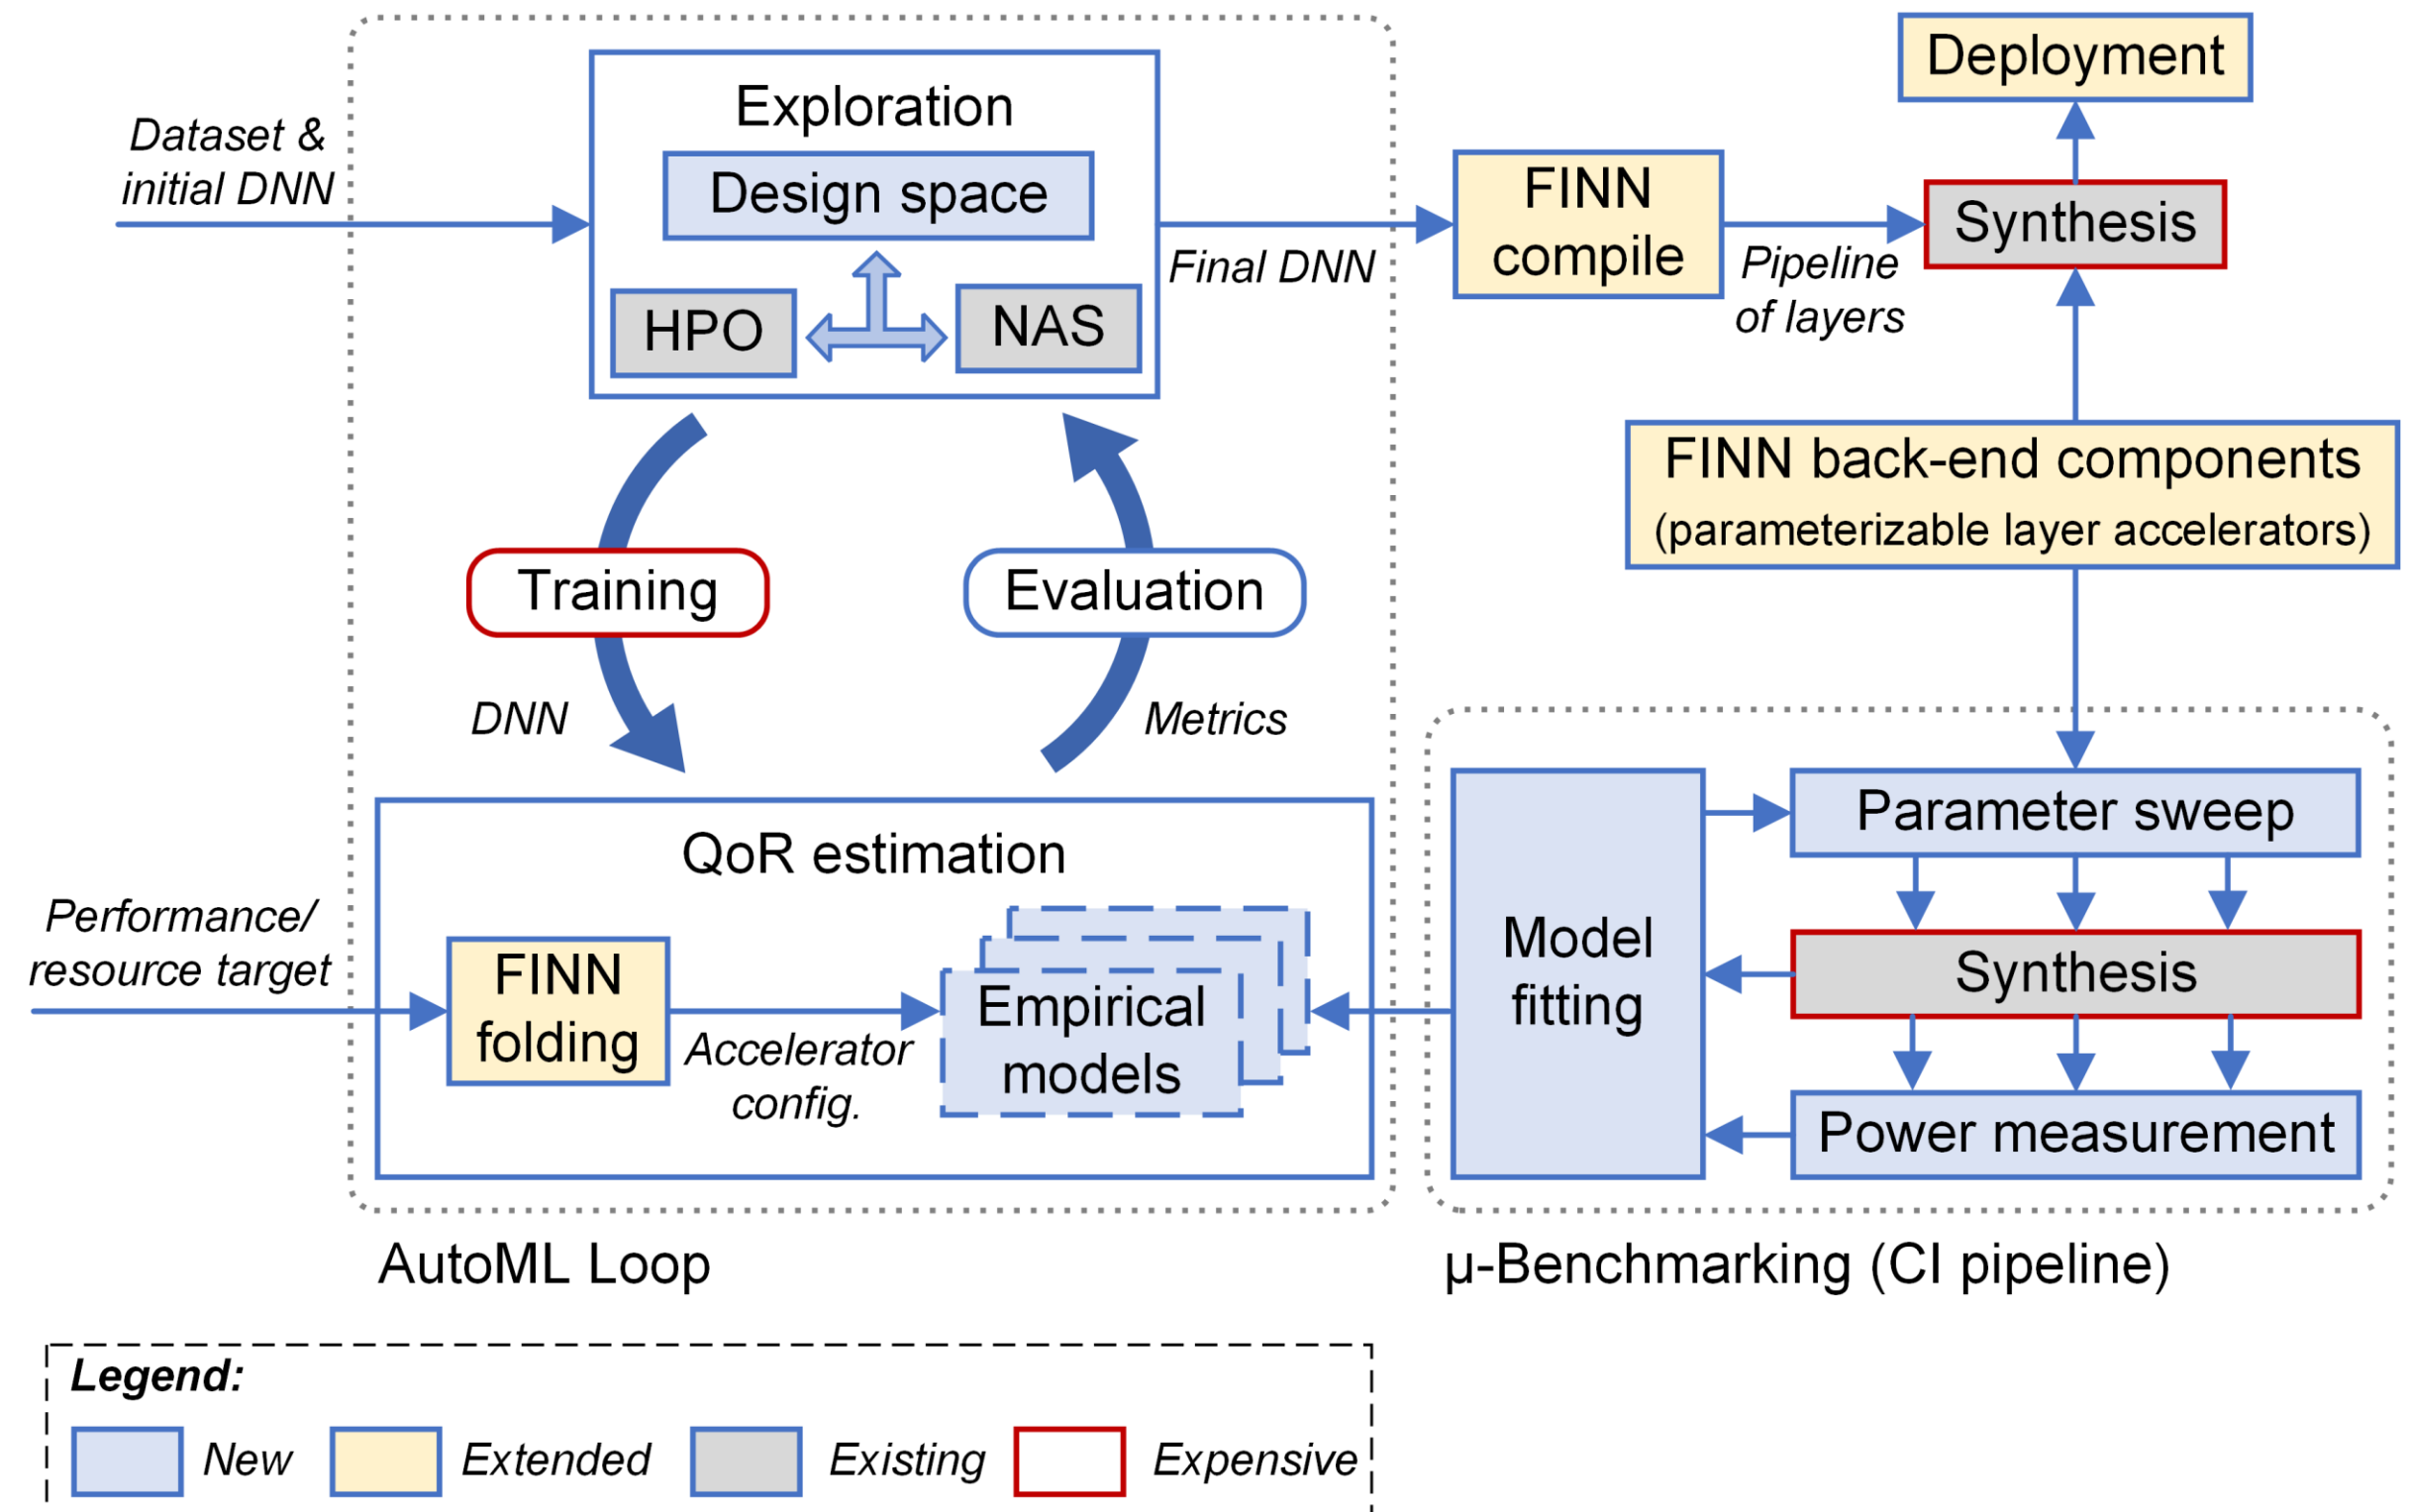 Dataset &
initial DNN
Exploration
Design space
HPO
NAS
Final DNN
FINN
compile
Pipeline
of layers
Deployment
Synthesis
FINN back-end components
(parameterizable layer accelerators)
Training
Evaluation
DNN
Metrics
QoR estimation
Performance/
resource target
FINN
folding
Accelerator
config.
Empirical
models
Model
fitting
Parameter sweep
Synthesis
Power measurement
AutoML Loop
µ-Benchmarking (CI pipeline)
Legend:
New
Extended
Existing
Expensive